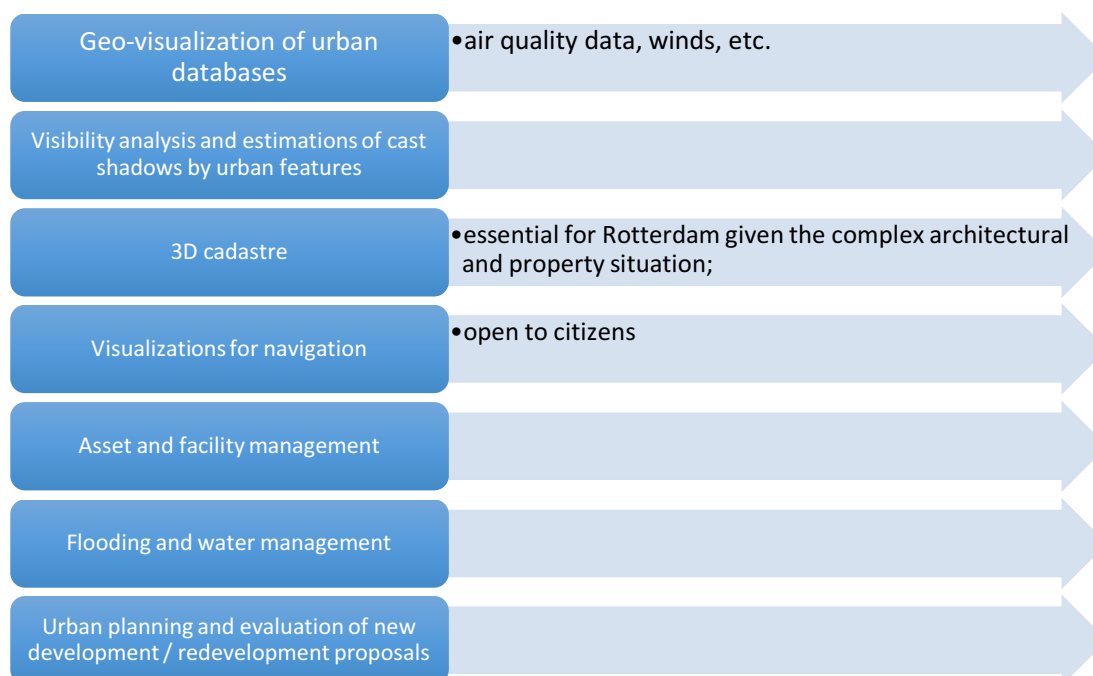 Geo-visualization of urban
databases
•air quality data, winds, etc.
Visibility analysis and estimations of cast
shadows by urban features
3D cadastre
•essential for Rotterdam given the complex architectural
and property situation;
Visualizations for navigation
•open to citizens
Asset and facility management
Flooding and water management
Urban planning and evaluation of new
development / redevelopment proposals